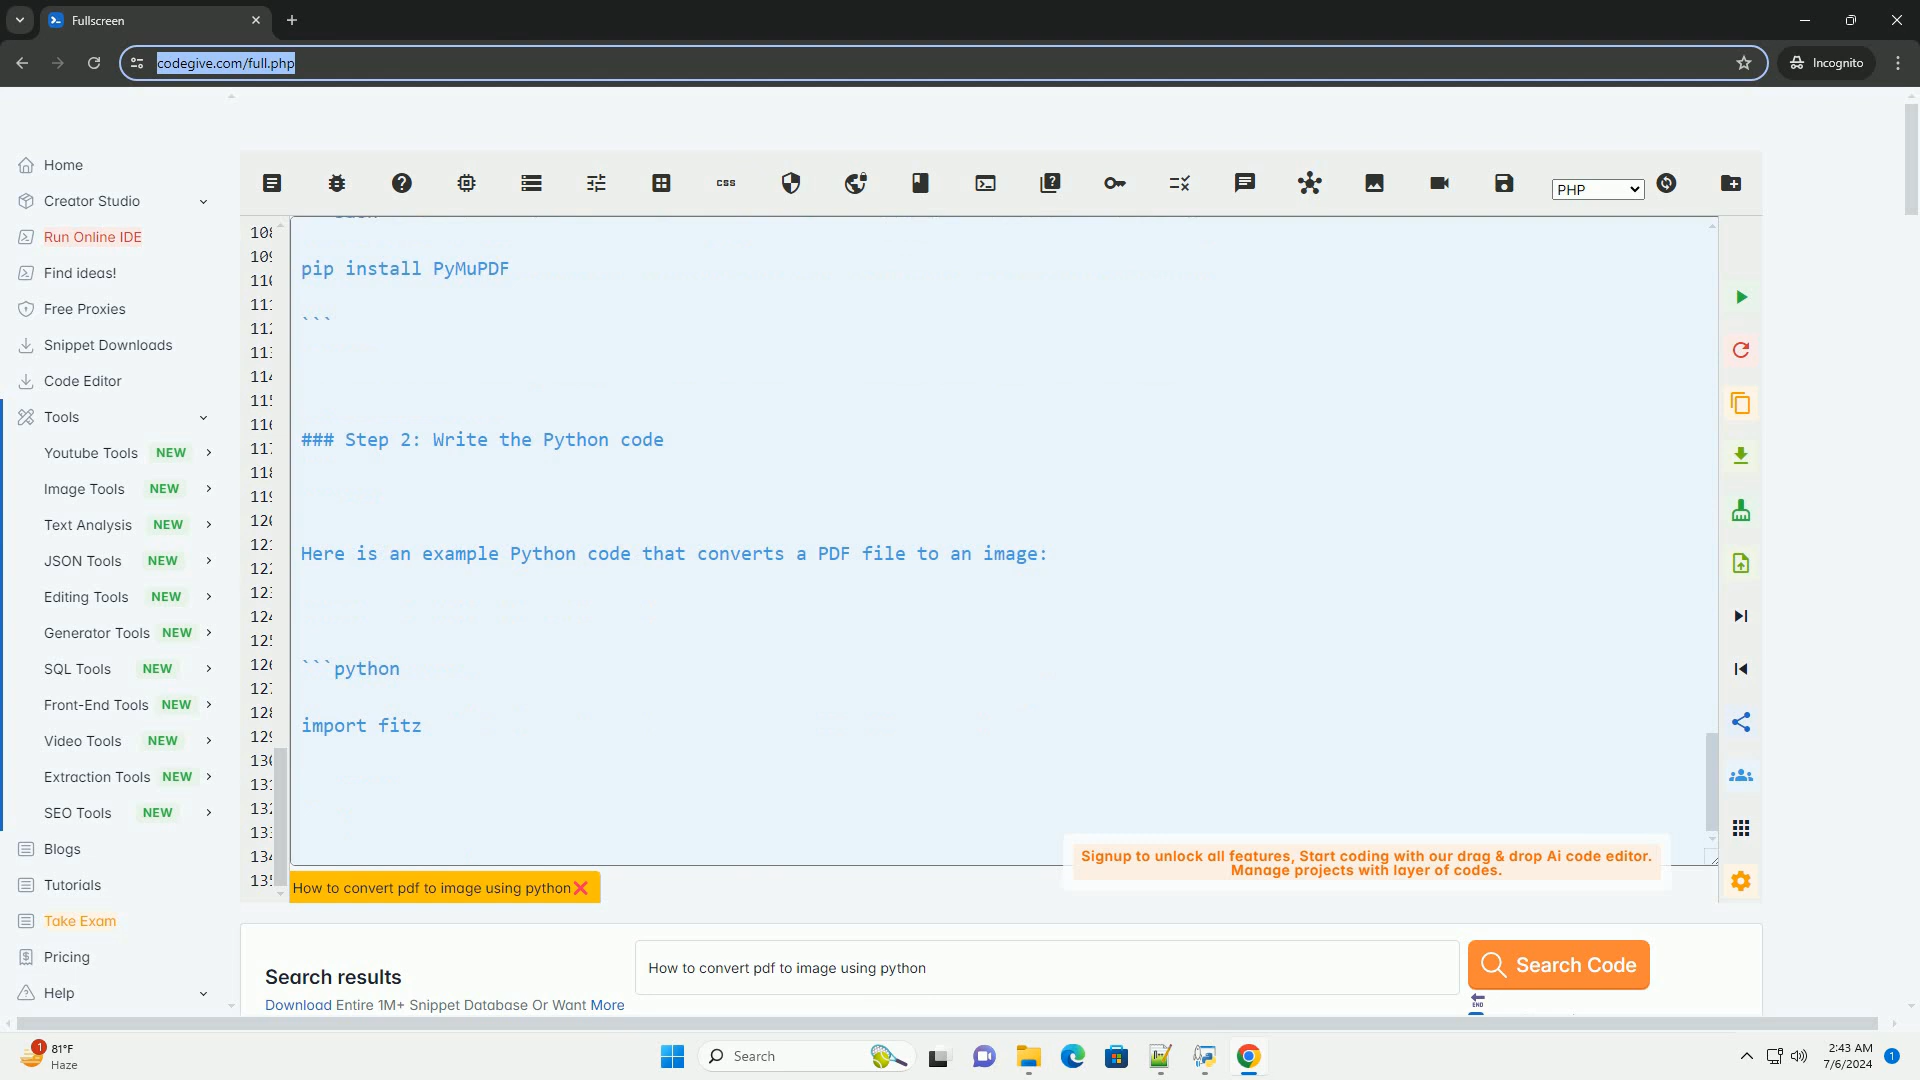 Fullscreen
codegive.com/full.php
Incognito
Home
Creator Studio
Run Online IDE
Find ideas!
Free Proxies
Snippet Downloads
Code Editor
Tools
Youtube Tools NEW
Image Tools NEW
Text Analysis NEW
JSON Tools NEW
Editing Tools NEW
Generator Tools NEW
SQL Tools NEW
Front-End Tools NEW
Video Tools NEW
Extraction Tools NEW
SEO Tools NEW
Blogs
Tutorials
Take Exam
Pricing
Help
CSS
PHP
pip install PyMuPDF
```
### Step 2: Write the Python code
Here is an example Python code that converts a PDF file to an image:
```python
import fitz
Signup to unlock all features, Start coding with our drag & drop Ai code editor.
Manage projects with layer of codes.
How to convert pdf to image using python
Search results
How to convert pdf to image using python
Search Code
Download Entire 1M+ Snippet Database Or Want More
END
1
81°F
Haze
Search
2:43 AM
7/6/2024
1